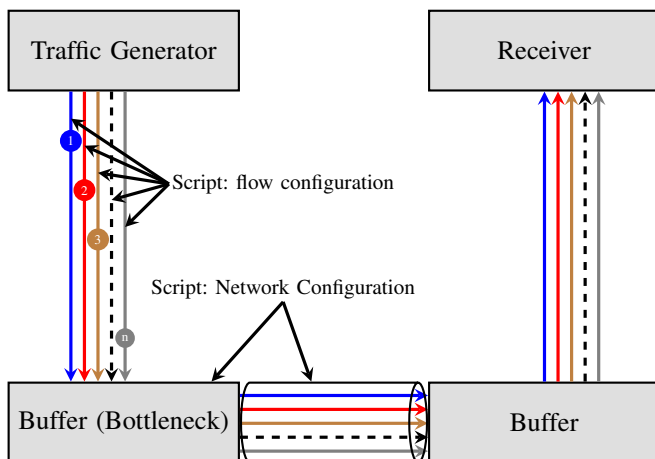 Traffic Generator
Receiver
1
2
Script: flow configuration
3
Script: Network Configuration
n
Buffer (Bottleneck)
Buffer